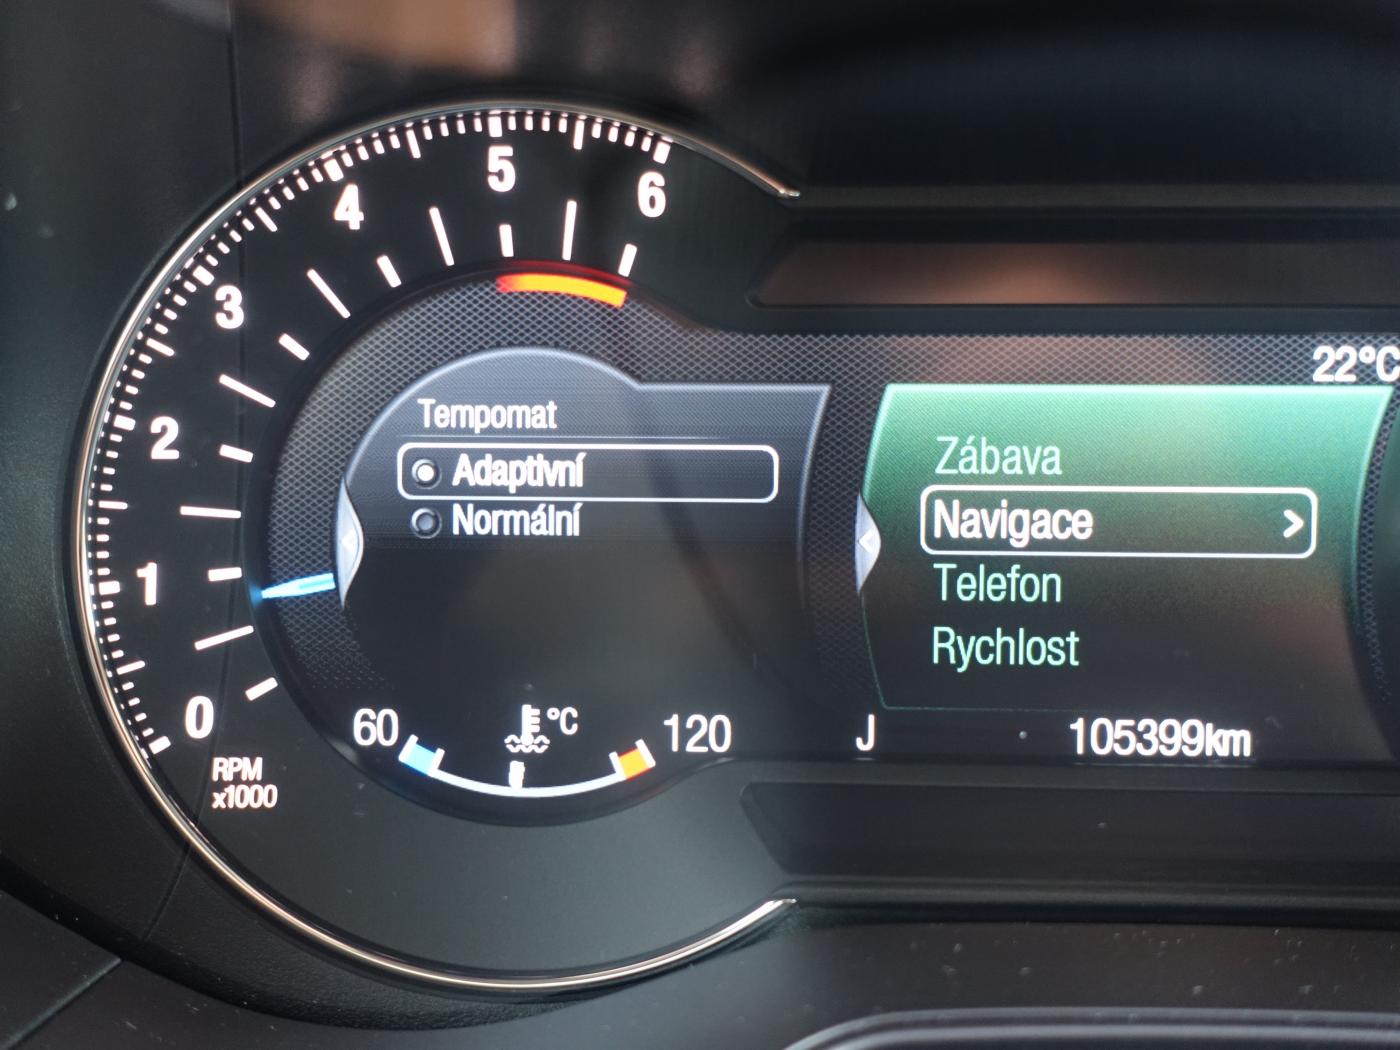 6
5
4
3
2
1
0
RPM
x1000
Tempomat
Adaptivní
Normální
60
°C
120
22°C
Zábava
Navigace >
Telefon
Rychlost
J
105399km